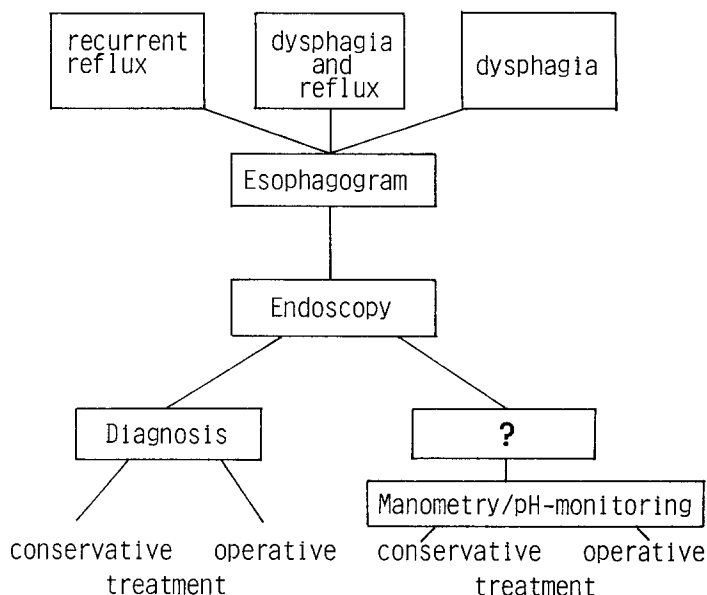 recurrent
reflux
dysphagia
and
reflux
dysphagia
Esophagogram
Endoscopy
Diagnosis
?
Manometry/pH-monitoring
conservative operative
treatment
conservative operative
treatment